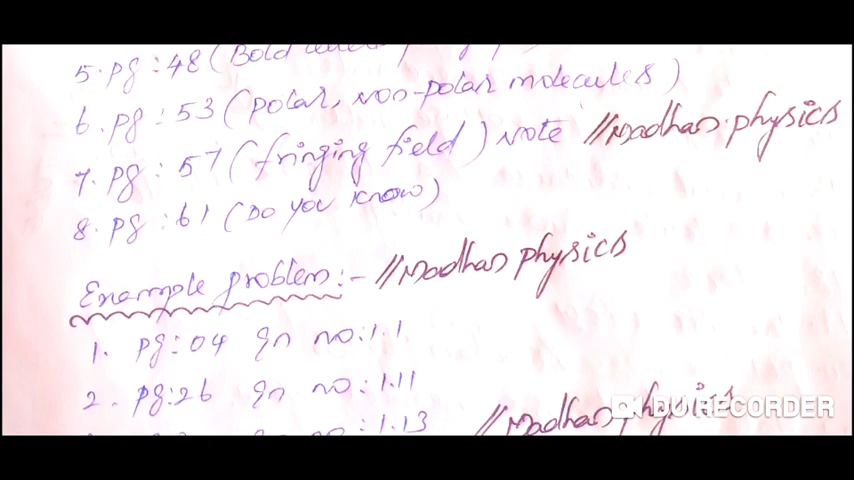 5. pg : 48 (Bold
6. pg : 53 (polar, non-polar molecules)
7. pg : 57 (fringing field) Note //Madhan physics
8. pg : 61 (Do you know)
Example problem:- //Madhan physics
1. pg:04 Qn no:1.1
2. pg:26 Qn no:1.11
no:1.13 //Madhan physics
DU RECORDER